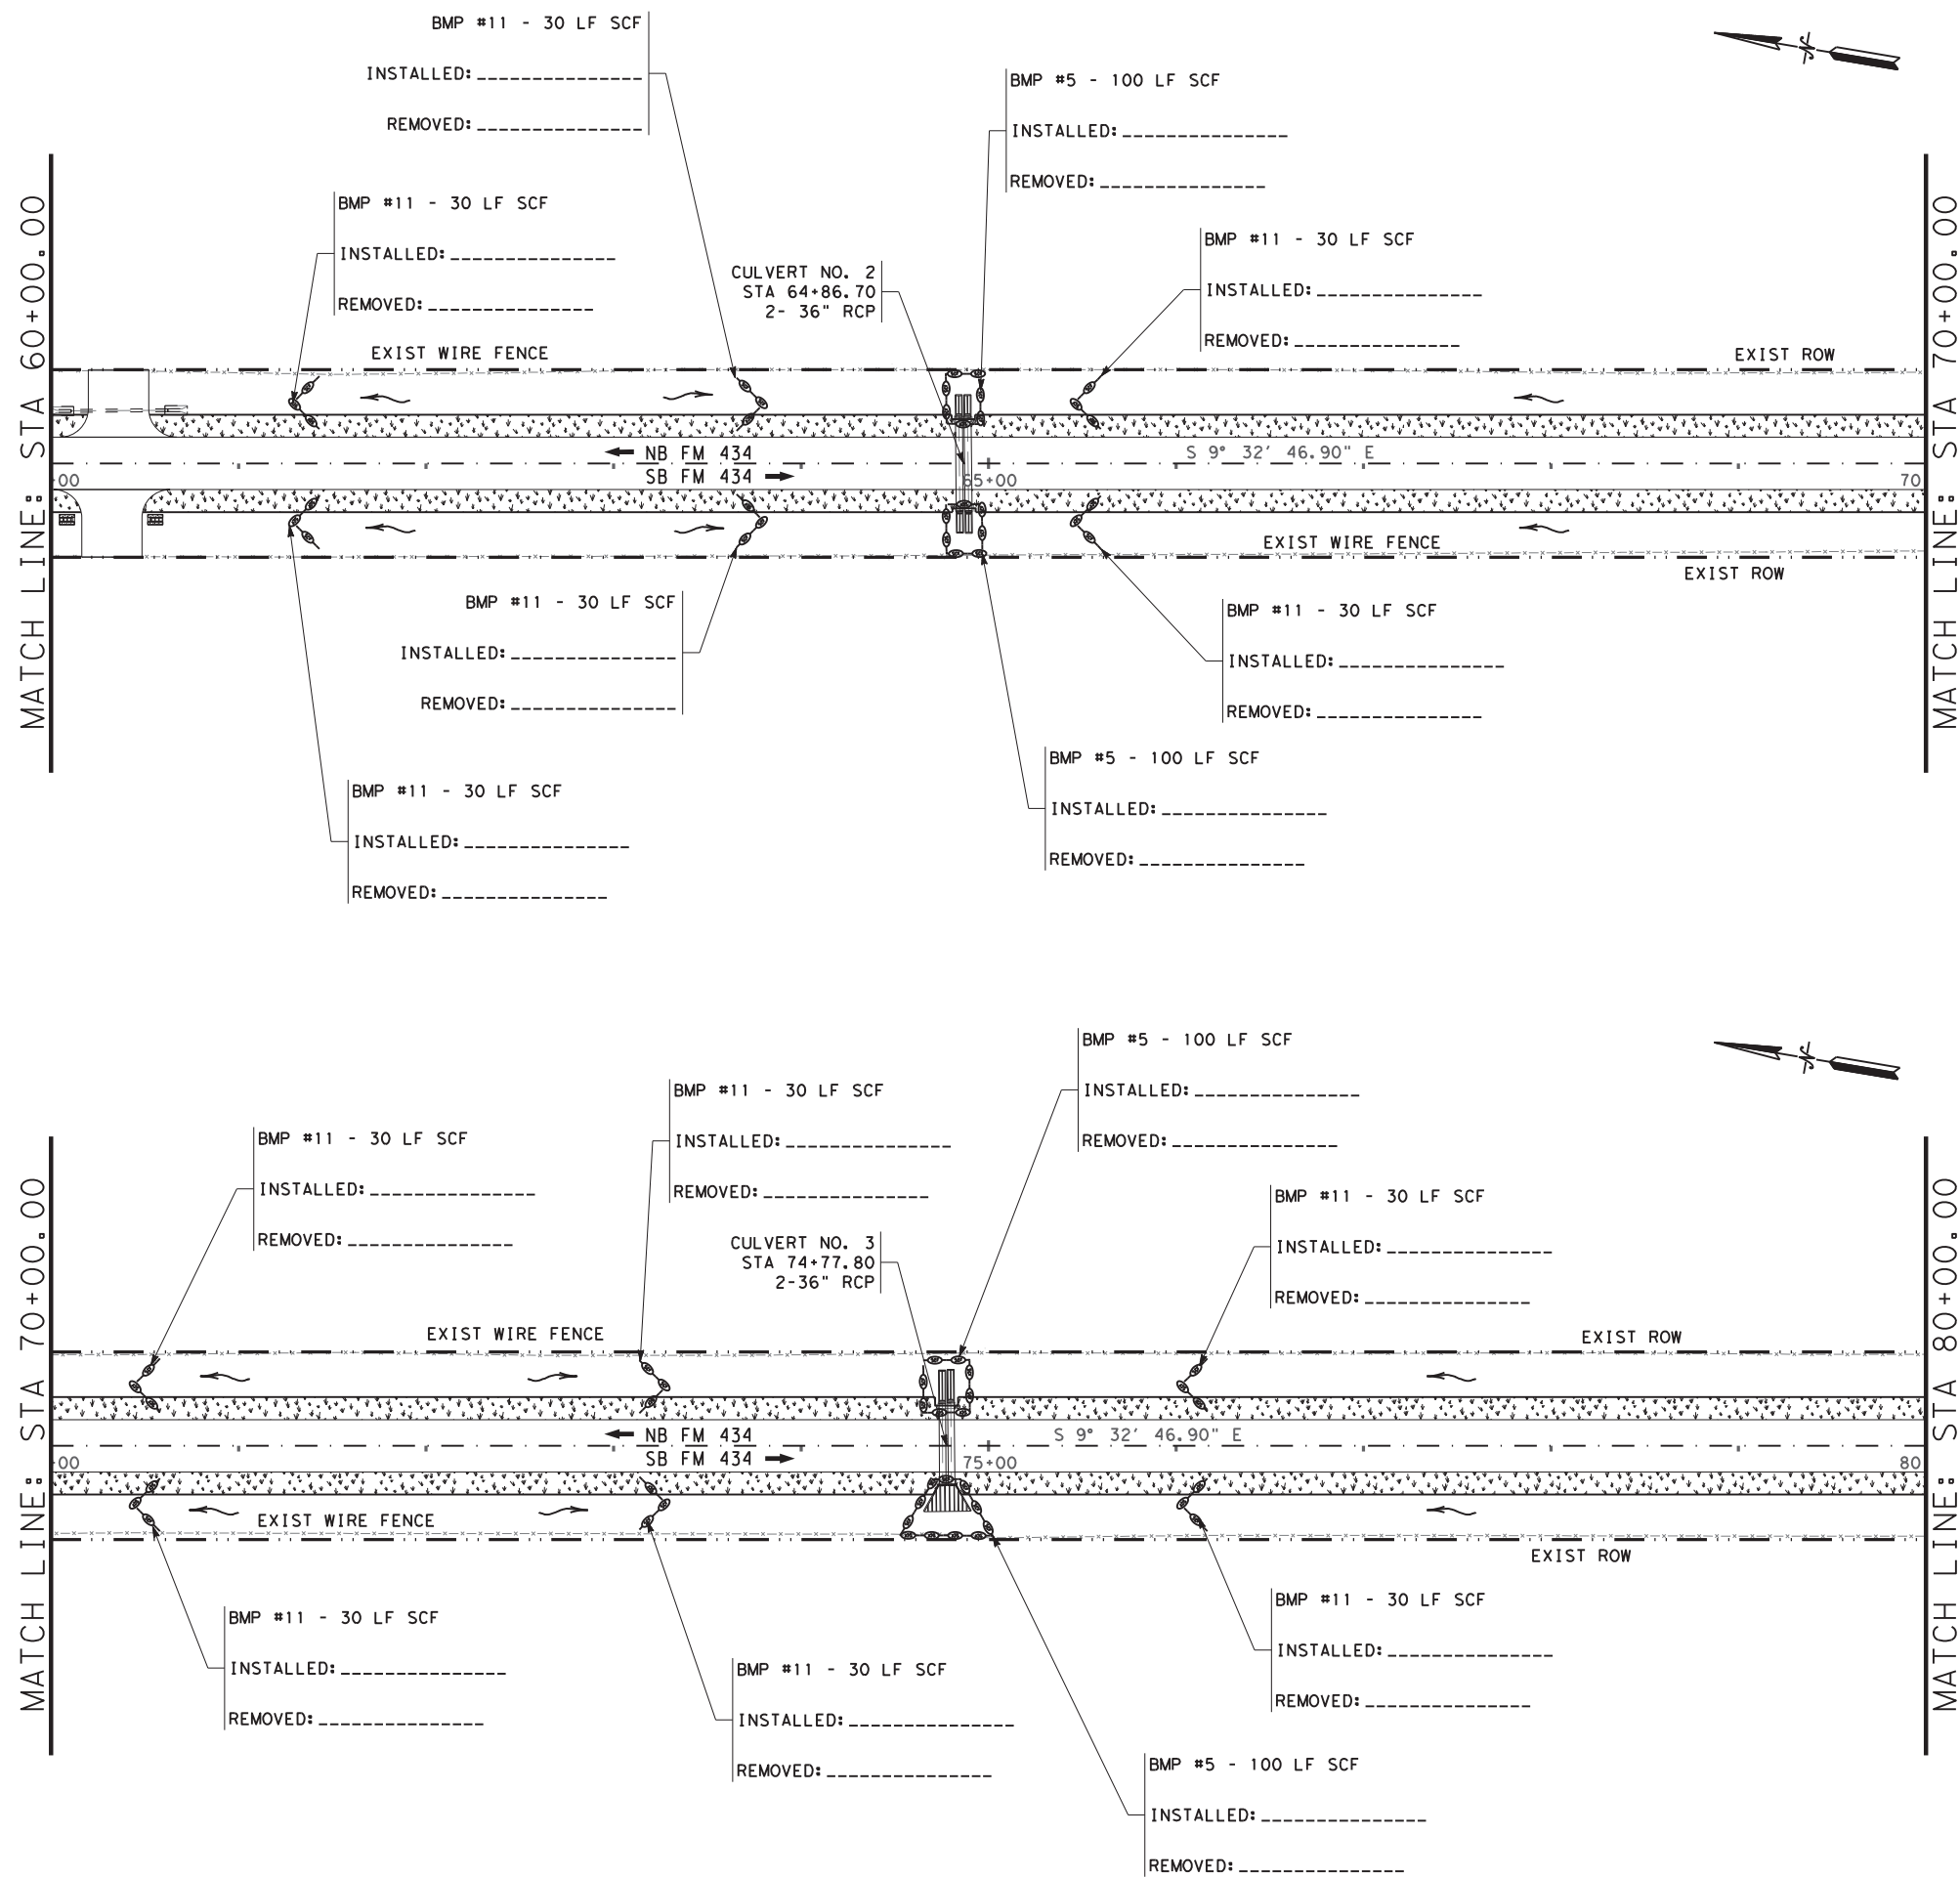 BMP #11 - 30 LF SCF
INSTALLED: _______________
REMOVED: _______________
BMP #5 - 100 LF SCF
INSTALLED: _______________
REMOVED: _______________
BMP #11 - 30 LF SCF
INSTALLED: _______________
REMOVED: _______________
BMP #11 - 30 LF SCF
INSTALLED: _______________
REMOVED: _______________
CULVERT NO. 2
STA 64+86.70
2- 36" RCP
MATCH LINE: STA 60+00.00
MATCH LINE: STA 70+00.00
EXIST WIRE FENCE
EXIST ROW
NB FM 434
S 9° 32' 46.90" E
SB FM 434
00
65+00
70
EXIST WIRE FENCE
EXIST ROW
BMP #11 - 30 LF SCF
INSTALLED: _______________
REMOVED: _______________
BMP #11 - 30 LF SCF
INSTALLED: _______________
REMOVED: _______________
BMP #5 - 100 LF SCF
INSTALLED: _______________
REMOVED: _______________
BMP #11 - 30 LF SCF
INSTALLED: _______________
REMOVED: _______________
BMP #5 - 100 LF SCF
INSTALLED: _______________
REMOVED: _______________
BMP #11 - 30 LF SCF
INSTALLED: _______________
REMOVED: _______________
BMP #11 - 30 LF SCF
INSTALLED: _______________
REMOVED: _______________
BMP #11 - 30 LF SCF
INSTALLED: _______________
REMOVED: _______________
CULVERT NO. 3
STA 74+77.80
2-36" RCP
MATCH LINE: STA 70+00.00
MATCH LINE: STA 80+00.00
EXIST WIRE FENCE
EXIST ROW
NB FM 434
S 9° 32' 46.90" E
SB FM 434
00
75+00
80
EXIST WIRE FENCE
EXIST ROW
BMP #11 - 30 LF SCF
INSTALLED: _______________
REMOVED: _______________
BMP #11 - 30 LF SCF
INSTALLED: _______________
REMOVED: _______________
BMP #11 - 30 LF SCF
INSTALLED: _______________
REMOVED: _______________
BMP #5 - 100 LF SCF
INSTALLED: _______________
REMOVED: _______________